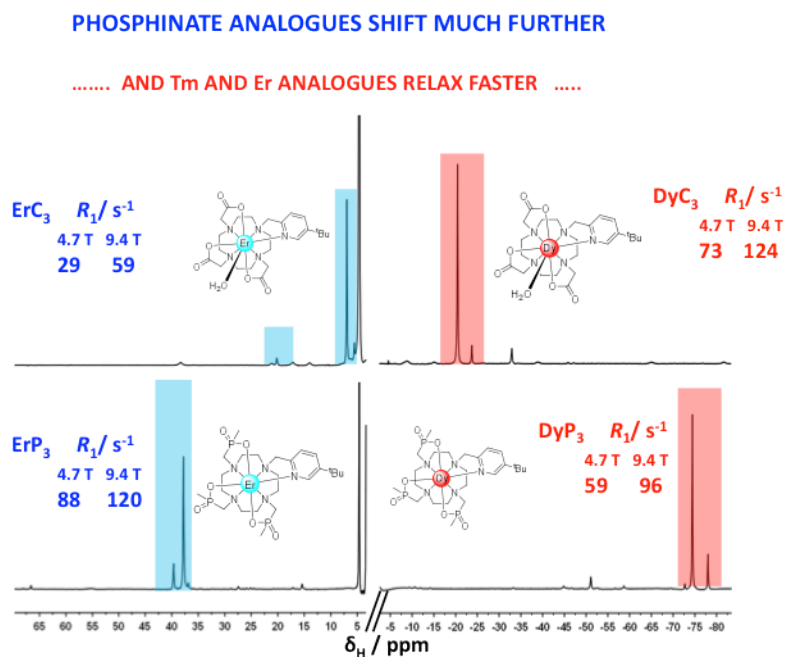 PHOSPHINATE ANALOGUES SHIFT MUCH FURTHER
....... AND Tm AND Er ANALOGUES RELAX FASTER .....
ErC₃ R₁/ s⁻¹
4.7 T 9.4 T
29 59
O
O
O
N
N
Er
N
tBu
O
N
N
O
O
H₂O
O
DyC₃ R₁/ s⁻¹
4.7 T 9.4 T
73 124
O
O
O
N
N
Dy
N
tBu
O
N
N
O
O
H₂O
O
ErP₃ R₁/ s⁻¹
4.7 T 9.4 T
88 120
O
P
O
N
N
O
Er
N
tBu
P
N
N
O
O
P
O
DyP₃ R₁/ s⁻¹
4.7 T 9.4 T
59 96
O
P
O
N
N
O
Dy
N
tBu
P
N
N
O
O
P
O
65 60 55 50 45 40 35 30 25 20 15 10 5 -5 -10 -15 -20 -25 -30 -35 -40 -45 -50 -55 -60 -65 -70 -75 -80
δH / ppm